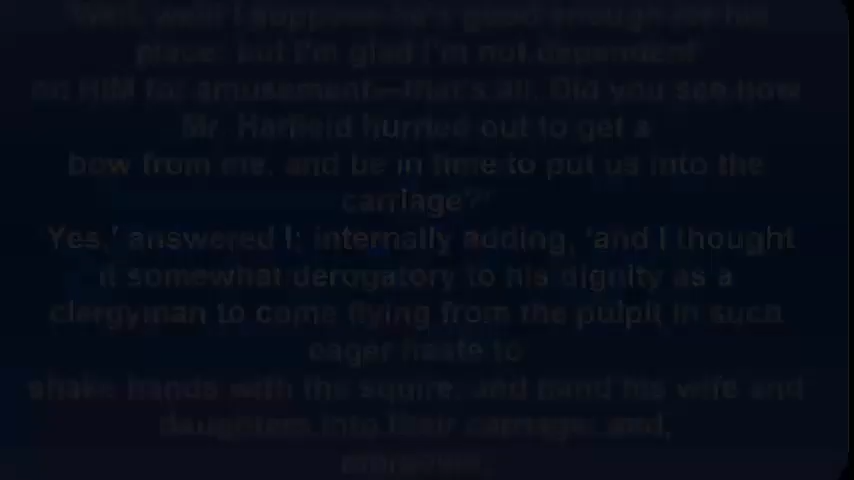 place; but I'm glad I'm not dependent
on HIM for amusement—that's all. Did you see how
Mr. Hatfield hurried out to get a
bow from me, and be in time to put us into the
carriage?'
Yes,' answered I; internally adding, 'and I thought
it somewhat derogatory to his dignity as a
clergyman to come flying from the pulpit in such
eager haste to
shake hands with the squire, and hand his wife and
daughters into their carriage: and,